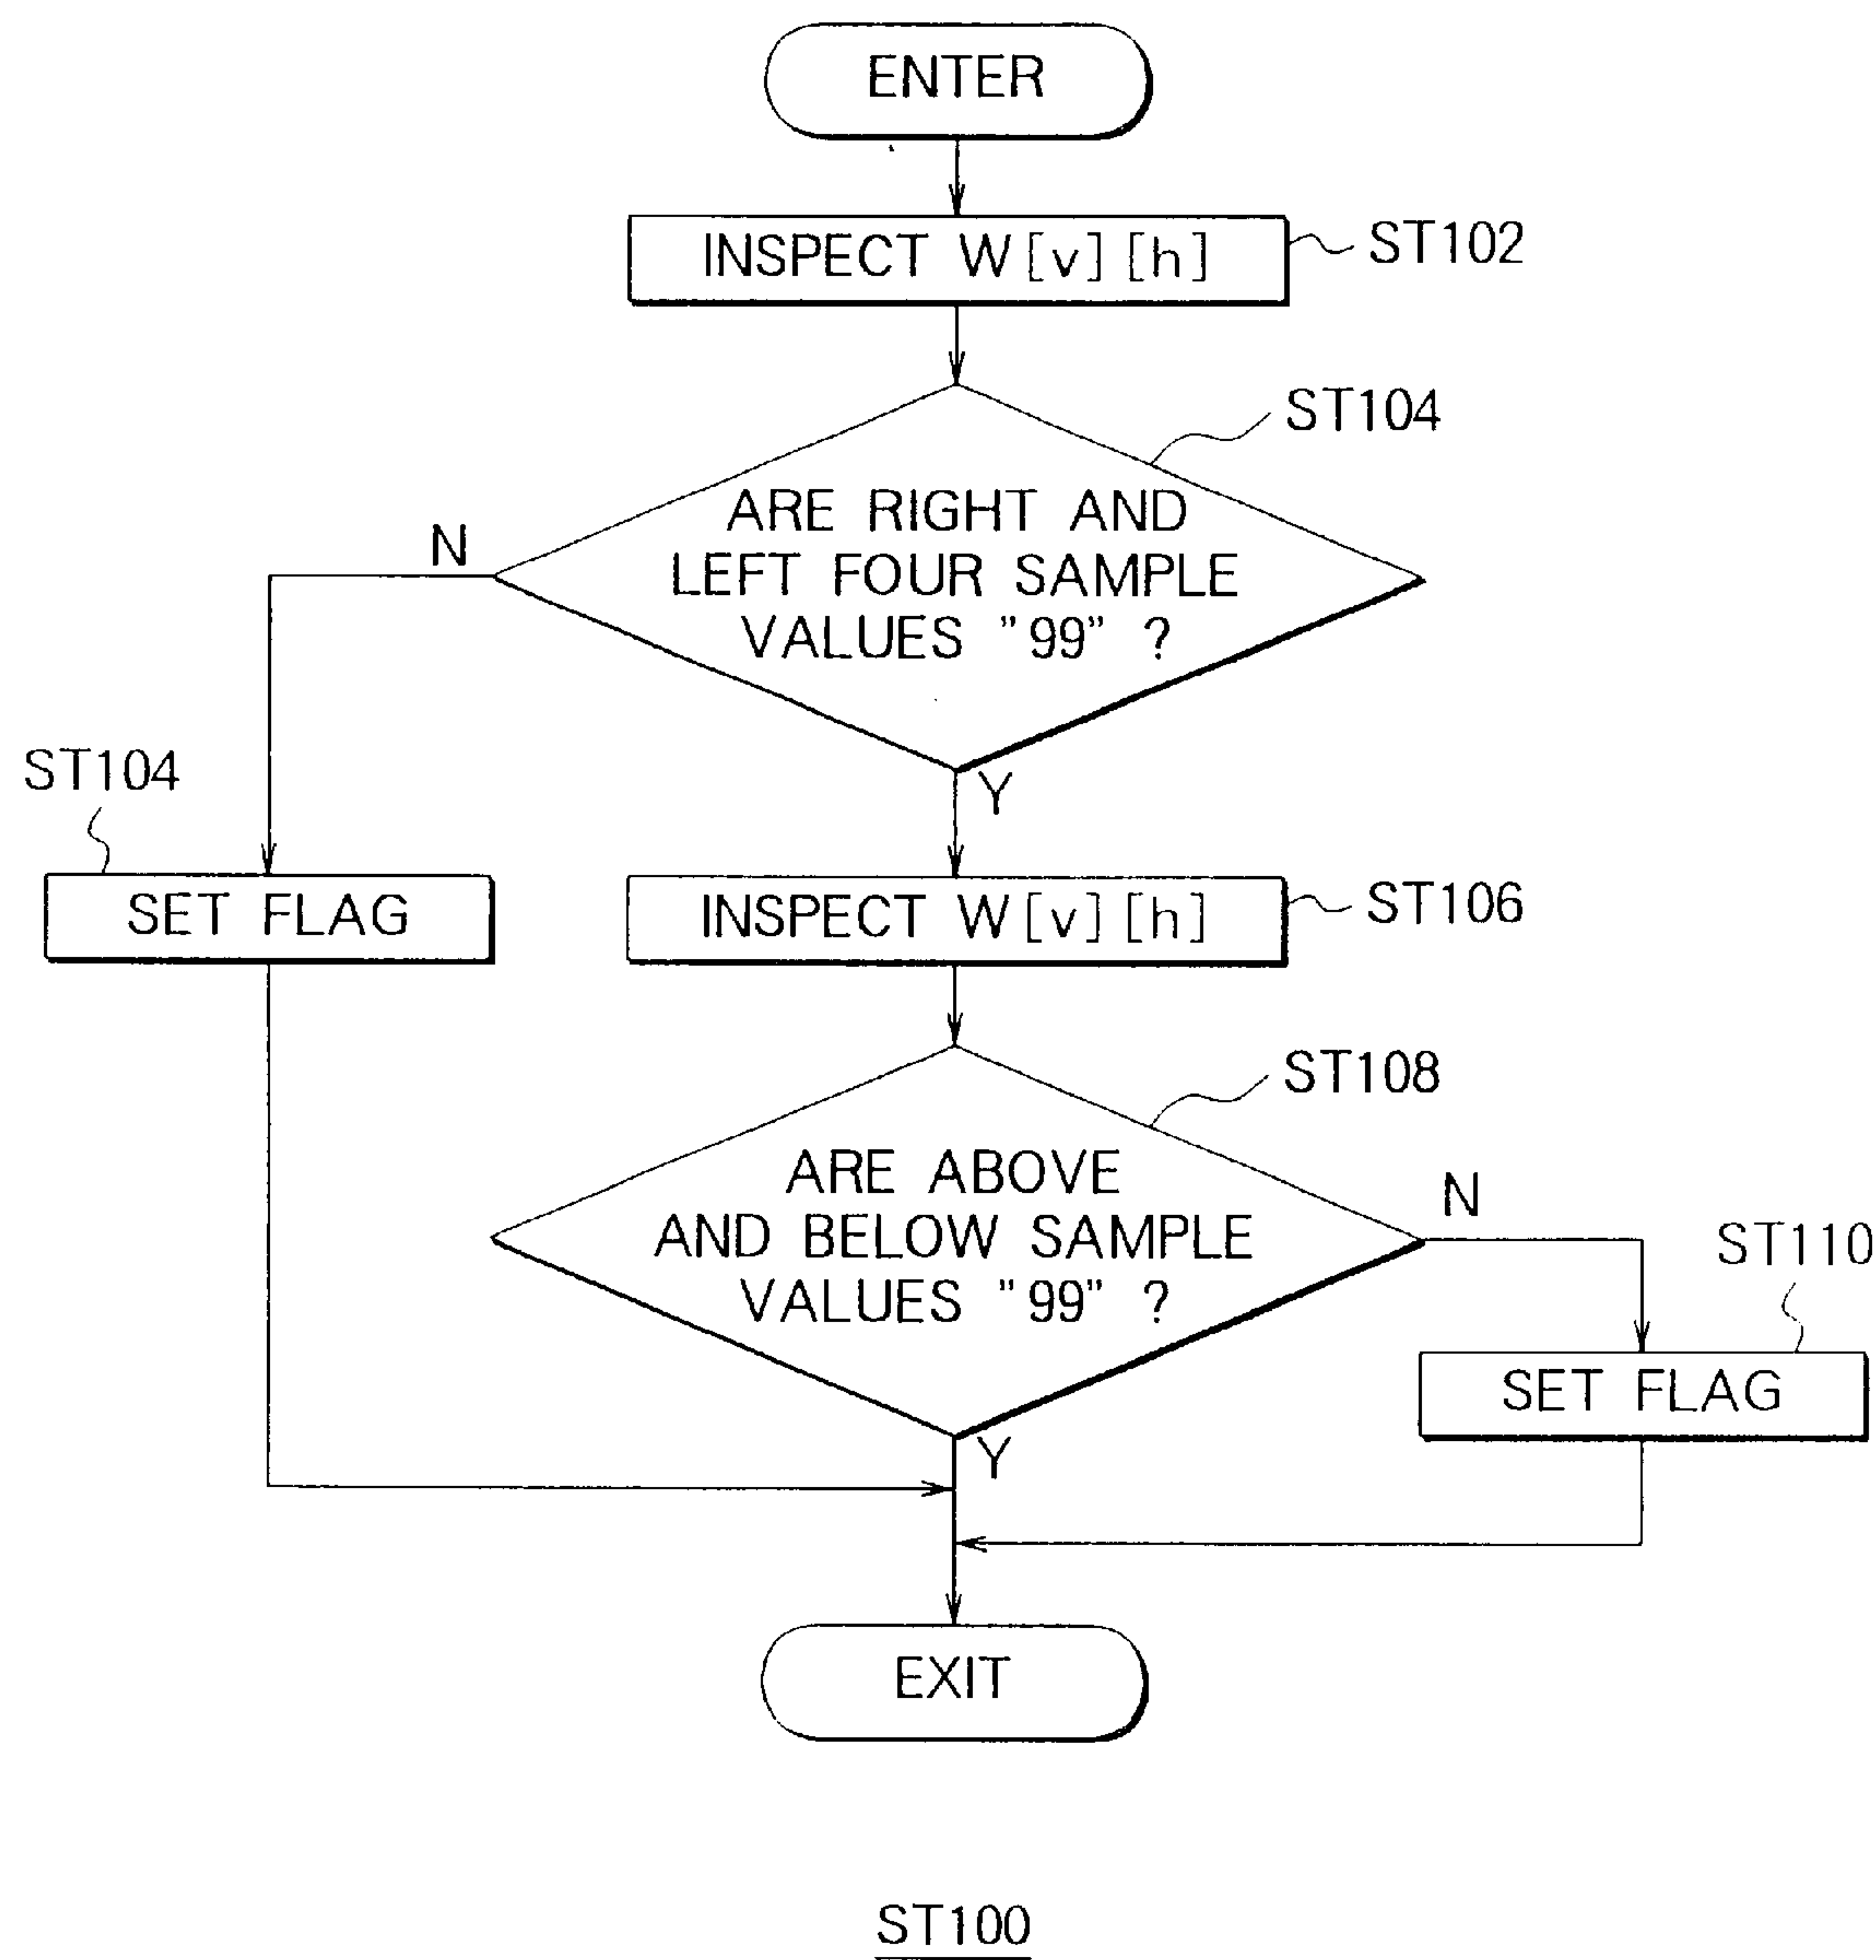 ENTER
INSPECT W[v][h]
ST102
ST104
ARE RIGHT AND
LEFT FOUR SAMPLE
VALUES "99" ?
N
Y
ST104
SET FLAG
INSPECT W[v][h]
ST106
ST108
ARE ABOVE
AND BELOW SAMPLE
VALUES "99" ?
N
Y
ST110
SET FLAG
EXIT
ST100